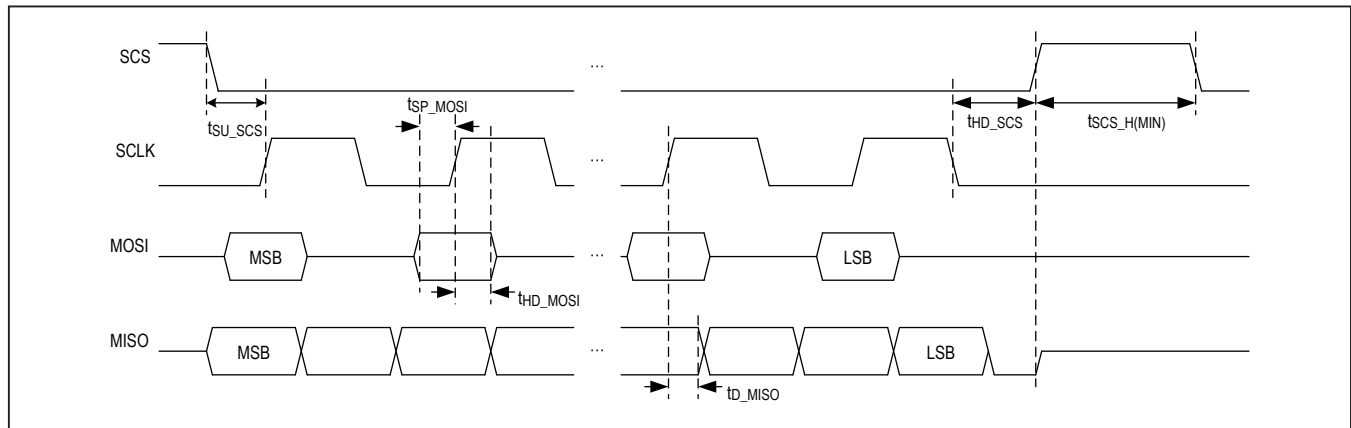 SCS
...
tSU_SCS
tSP_MOSI
tHD_SCS
tSCS_H(MIN)
SCLK
...
MOSI
MSB
...
LSB
tHD_MOSI
MISO
MSB
...
LSB
tD_MISO